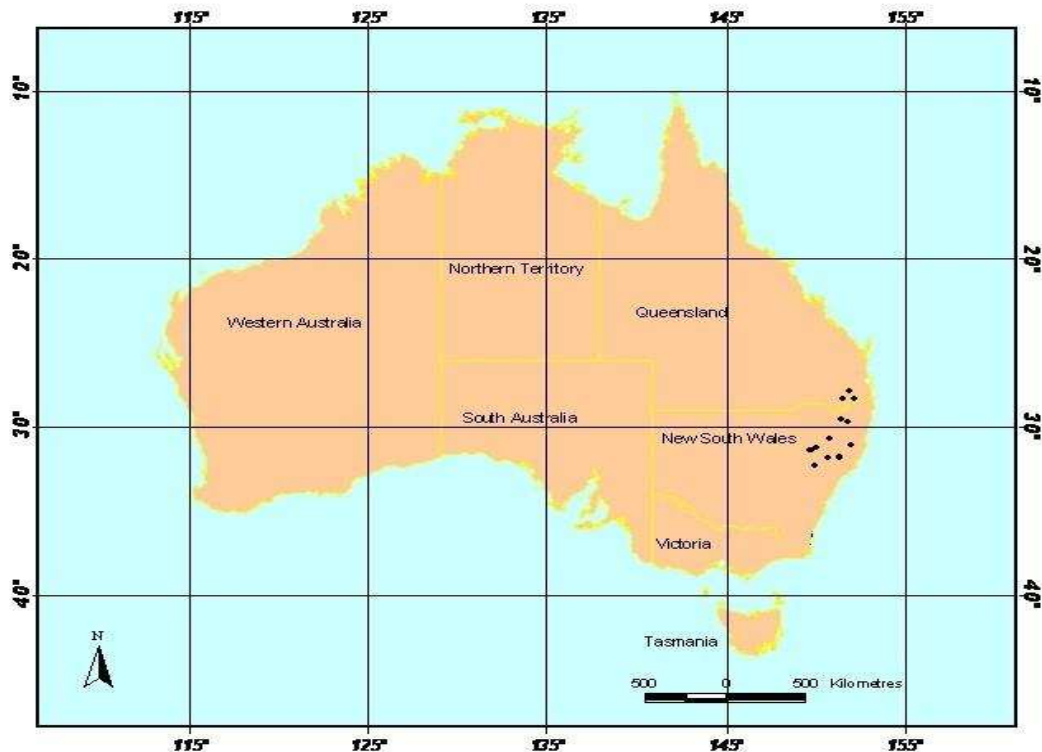 115° 125° 135° 145° 155°
10° 10°
20° 20°
Northern Territory
Queensland
Western Australia
South Australia
30° 30°
New South Wales
Victoria
40° 40°
Tasmania
N
500 0 500 Kilometres
115° 125° 135° 145° 155°